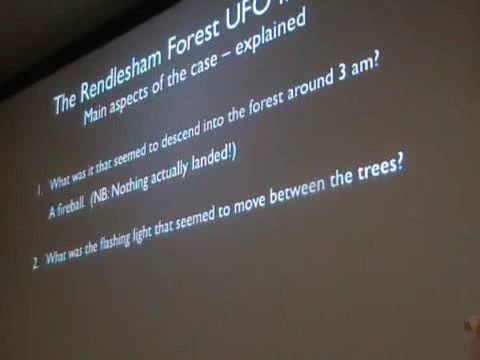 The Rendlesham Forest UFO
Main aspects of the case – explained
1. What was it that seemed to descend into the forest around 3 am?
A fireball. (NB: Nothing actually landed!)
2. What was the flashing light that seemed to move between the trees?